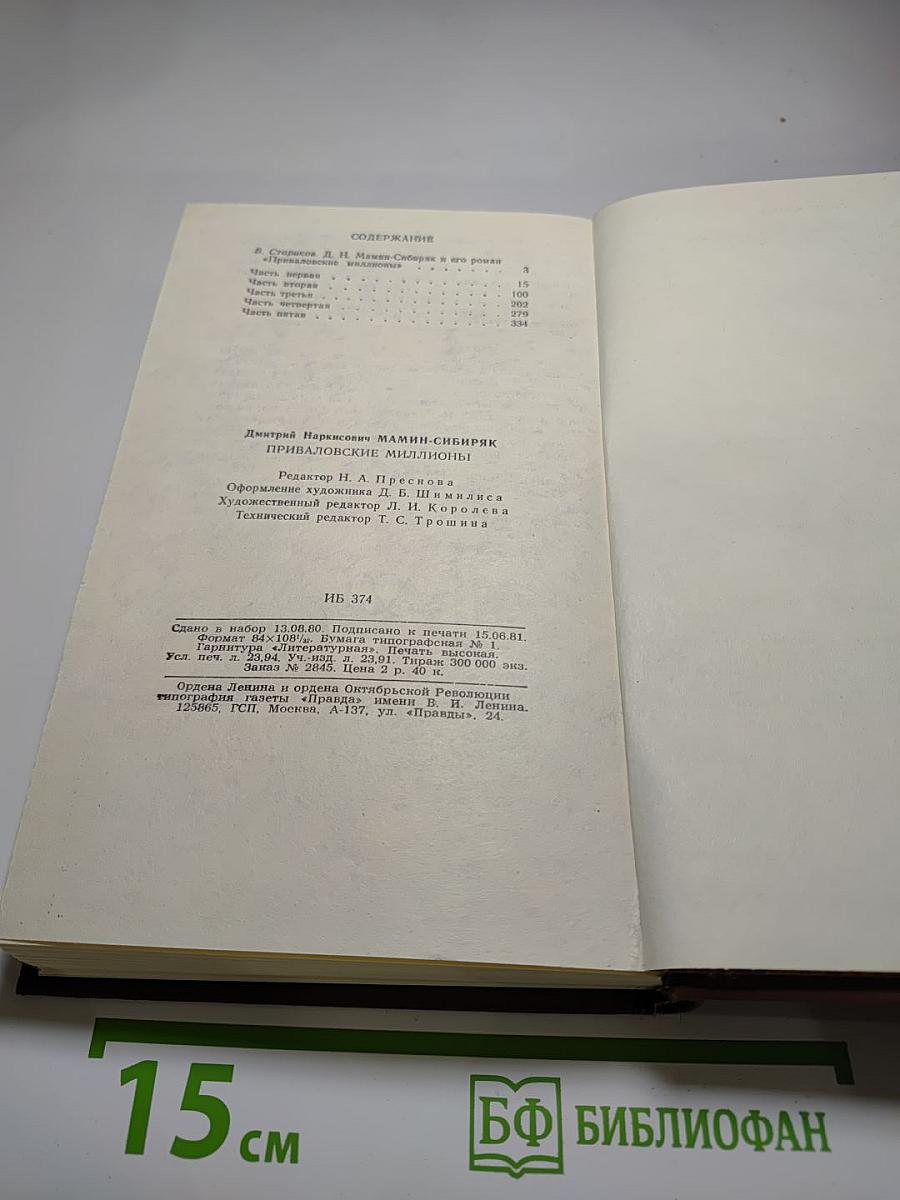 СОДЕРЖАНИЕ
В. Стариков. Д. Н. Мамин-Сибиряк и его роман
«Приваловские миллионы» . . . . . . . 3
Часть первая . . . . . . . . . . . . . 15
Часть вторая . . . . . . . . . . . . . 100
Часть третья . . . . . . . . . . . . . 202
Часть четвертая . . . . . . . . . . . . 279
Часть пятая . . . . . . . . . . . . . 334
Дмитрий Наркисович МАМИН-СИБИРЯК
ПРИВАЛОВСКИЕ МИЛЛИОНЫ
Редактор Н. А. Преснова
Оформление художника Д. Б. Шимилиса
Художественный редактор Л. И. Королева
Технический редактор Т. С. Трошина
ИБ 374
Сдано в набор 13.08.80. Подписано к печати 15.06.81.
Формат 84×108¹/₃₂. Бумага типографская № 1.
Гарнитура «Литературная». Печать высокая.
Усл. печ. л. 23,94. Уч.-изд. л. 23,91. Тираж 300 000 экз.
Заказ № 2845. Цена 2 р. 40 к.
Ордена Ленина и ордена Октябрьской Революции
типография газеты «Правда» имени В. И. Ленина.
125865, ГСП, Москва, А-137, ул. «Правды», 24.
15 см
БФ БИБЛИОФАН